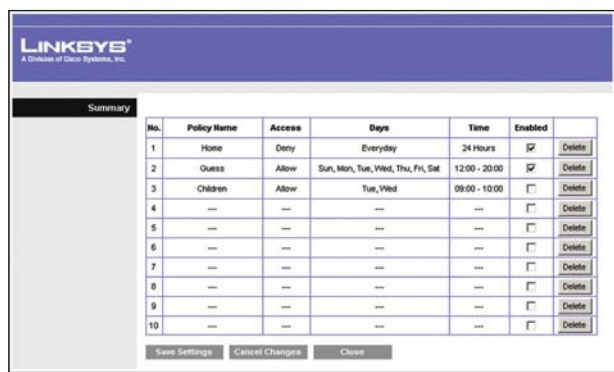 LINKSYS®
A Division of Cisco Systems, Inc.
Summary
No. Policy Name Access Days Time Enabled
1 Home Deny Everyday 24 Hours Delete
2 Guess Allow Sun, Mon, Tue, Wed, Thu, Fri, Sat 12:00 - 20:00 Delete
3 Children Allow Tue, Wed 09:00 - 10:00 Delete
4 --- --- --- --- Delete
5 --- --- --- --- Delete
6 --- --- --- --- Delete
7 --- --- --- --- Delete
8 --- --- --- --- Delete
9 --- --- --- --- Delete
10 --- --- --- --- Delete
Save Settings Cancel Changes Close